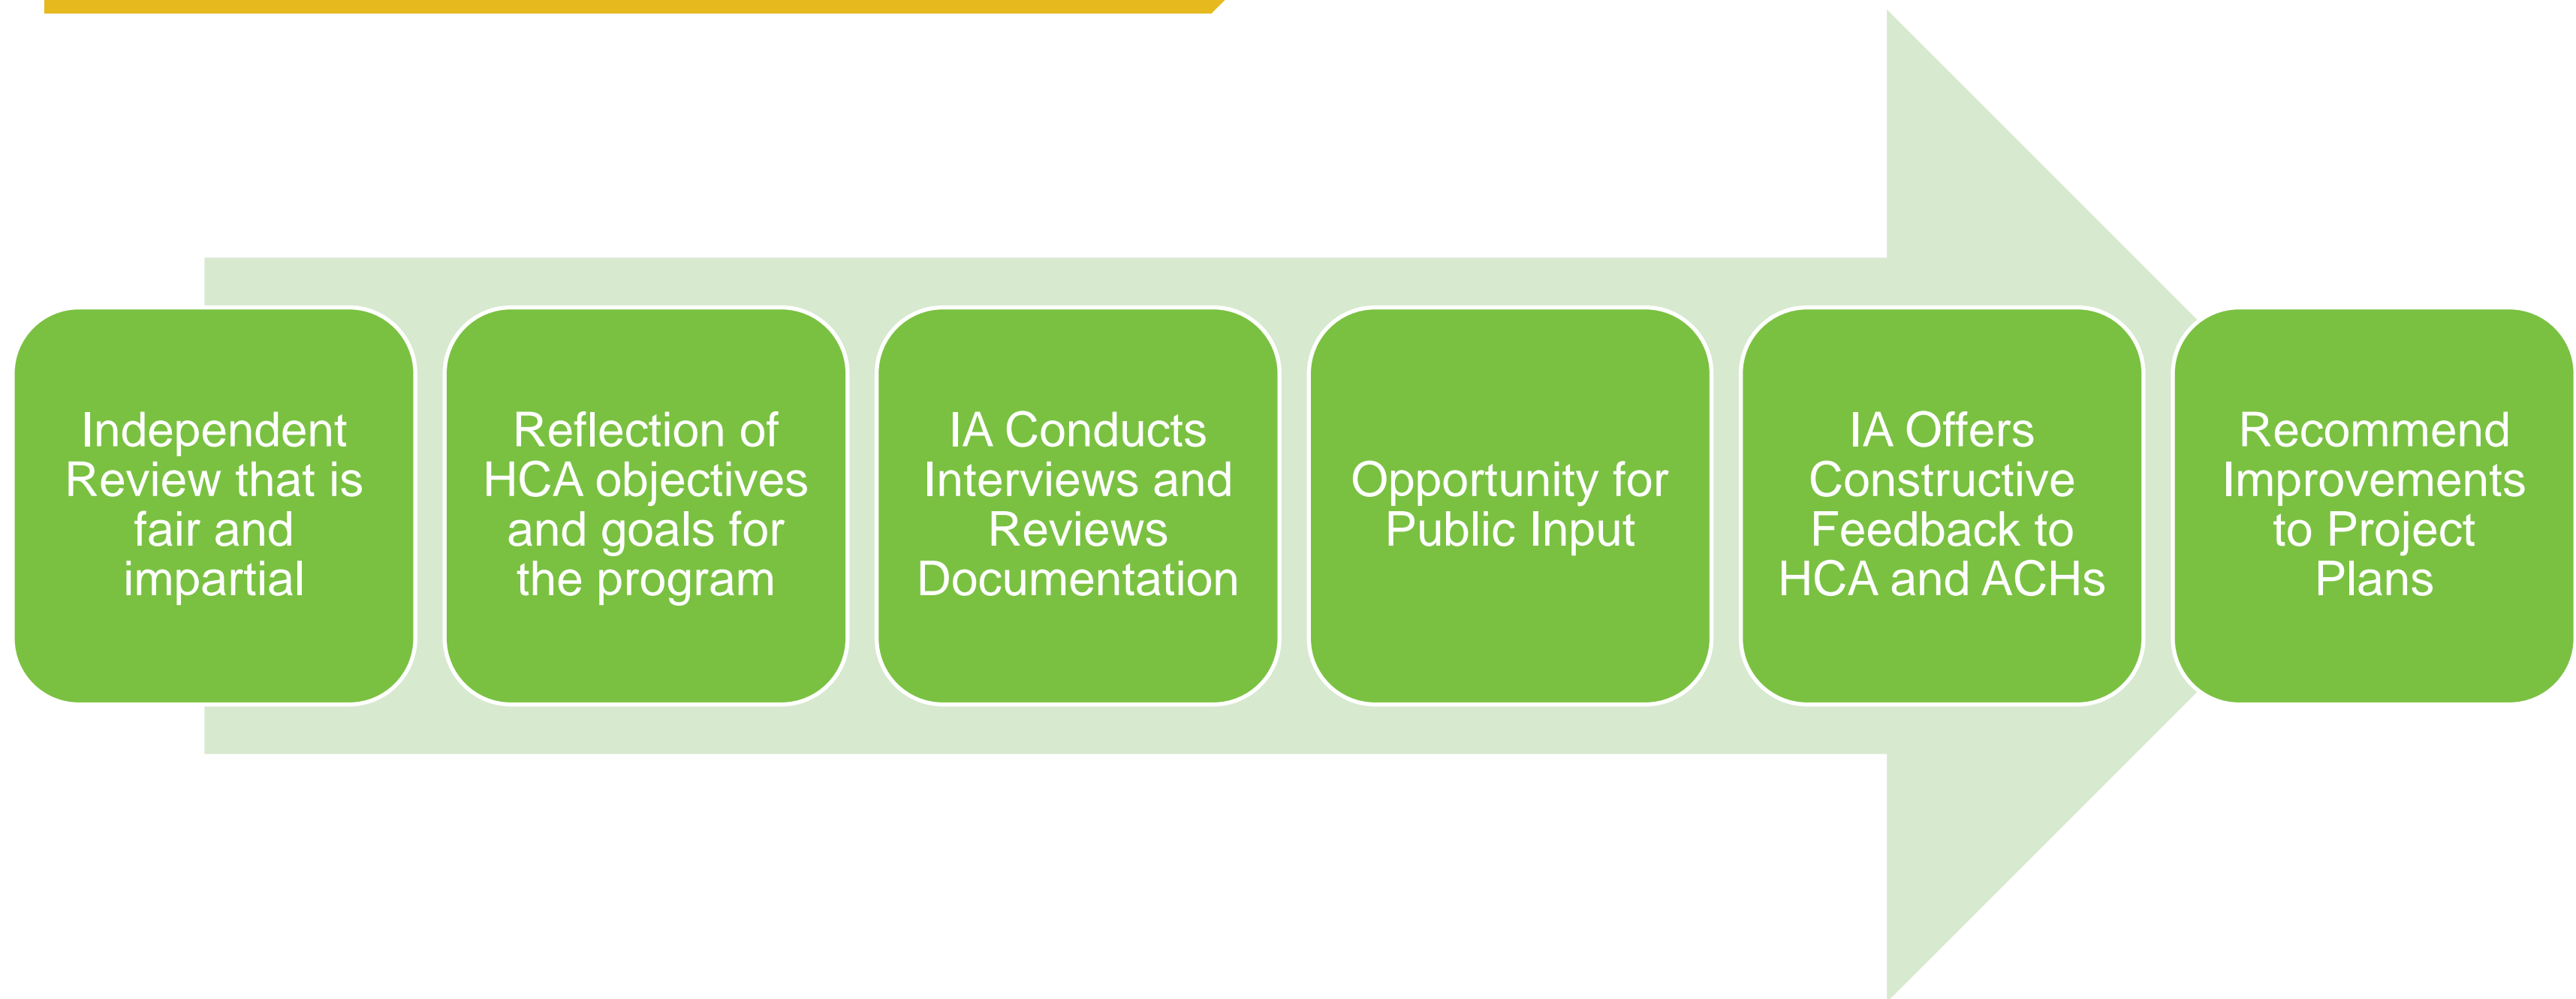 Independent
Review that is
fair and
impartial
Reflection of
HCA objectives
and goals for
the program
IA Conducts
Interviews and
Reviews
Documentation
Opportunity for
Public Input
IA Offers
Constructive
Feedback to
HCA and ACHs
Recommend
Improvements
to Project
Plans